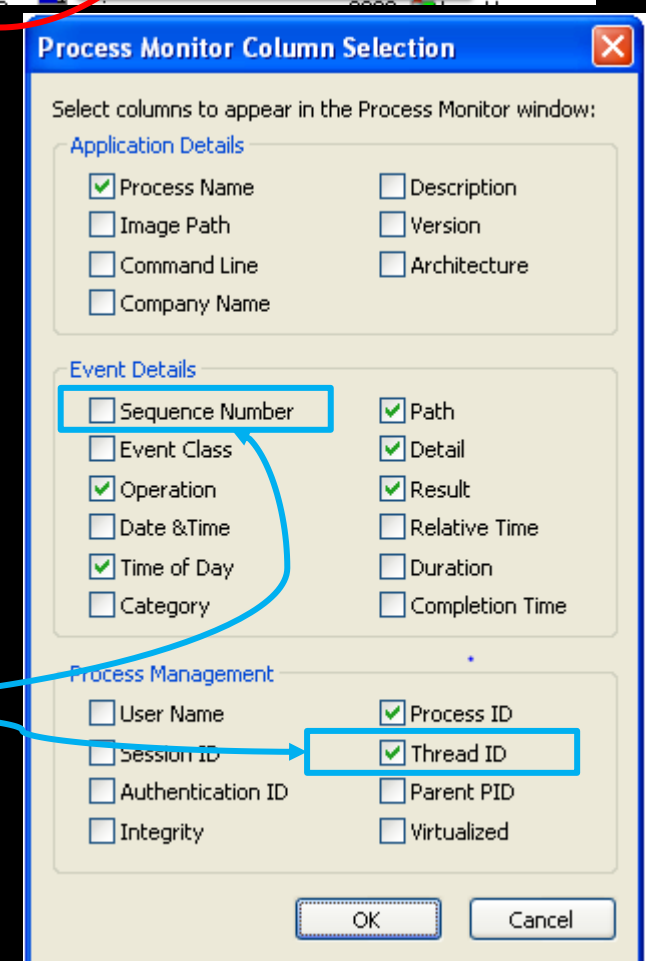 Process Monitor Column Selection
Select columns to appear in the Process Monitor window:
Application Details
Process Name
Description
Image Path
Version
Command Line
Architecture
Company Name
Event Details
Sequence Number
Path
Event Class
Detail
Operation
Result
Date &Time
Relative Time
Time of Day
Duration
Category
Completion Time
Process Management
User Name
Process ID
Session ID
Thread ID
Authentication ID
Parent PID
Integrity
Virtualized
OK
Cancel